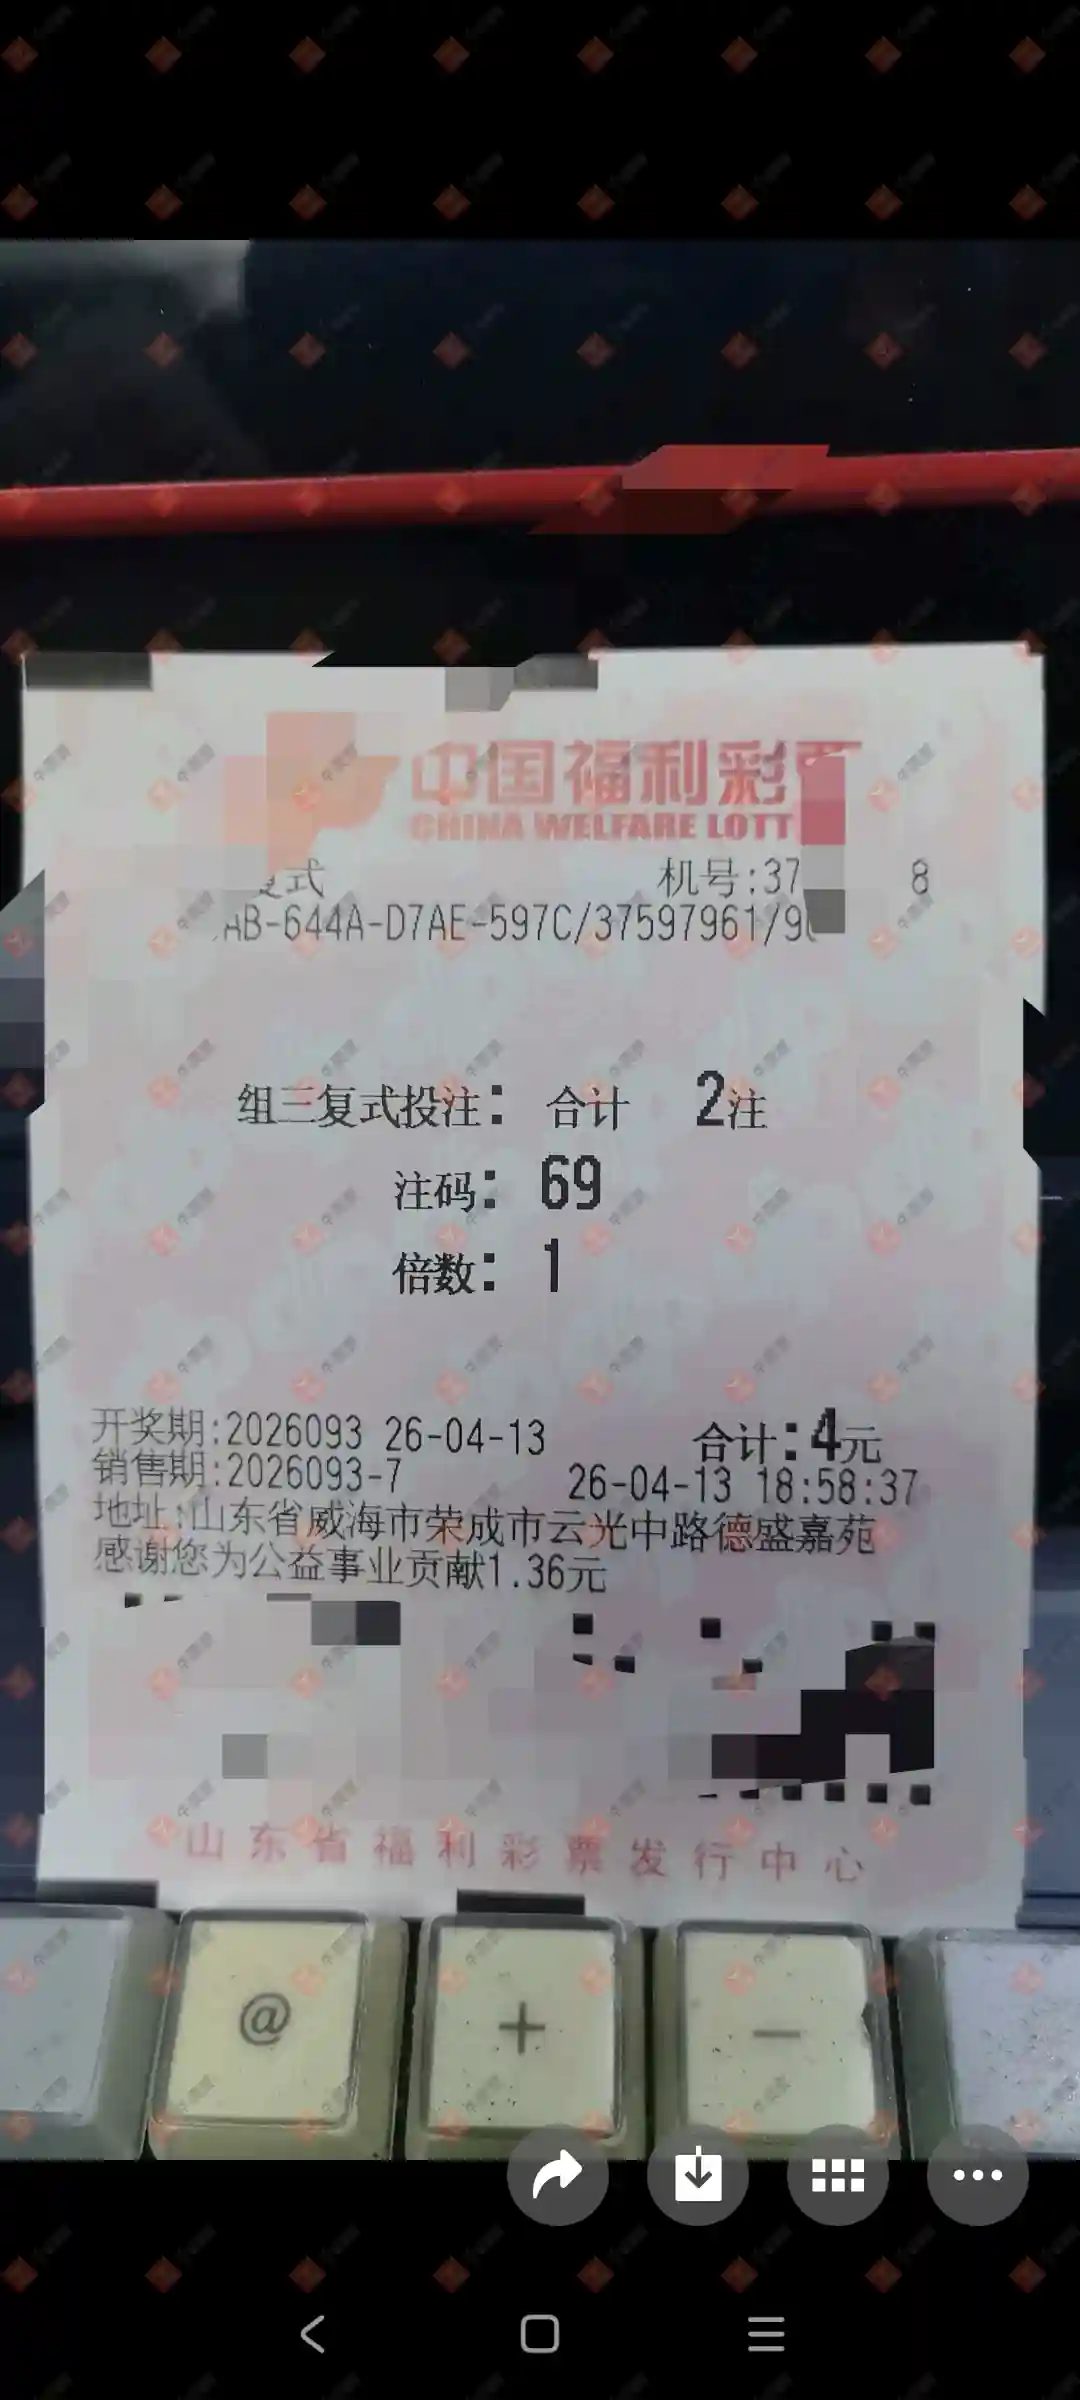 中国福利彩票
CHINA WELFARE LOTT
复式 机号:37 8
AB-644A-D7AE-597C/37597961/9
组三复式投注: 合计 2注
注码: 69
倍数: 1
开奖期:2026093 26-04-13 合计:4元
销售期:2026093-7 26-04-13 18:58:37
地址:山东省威海市荣成市云光中路德盛嘉苑
感谢您为公益事业贡献1.36元
山东省福利彩票发行中心
@ + −